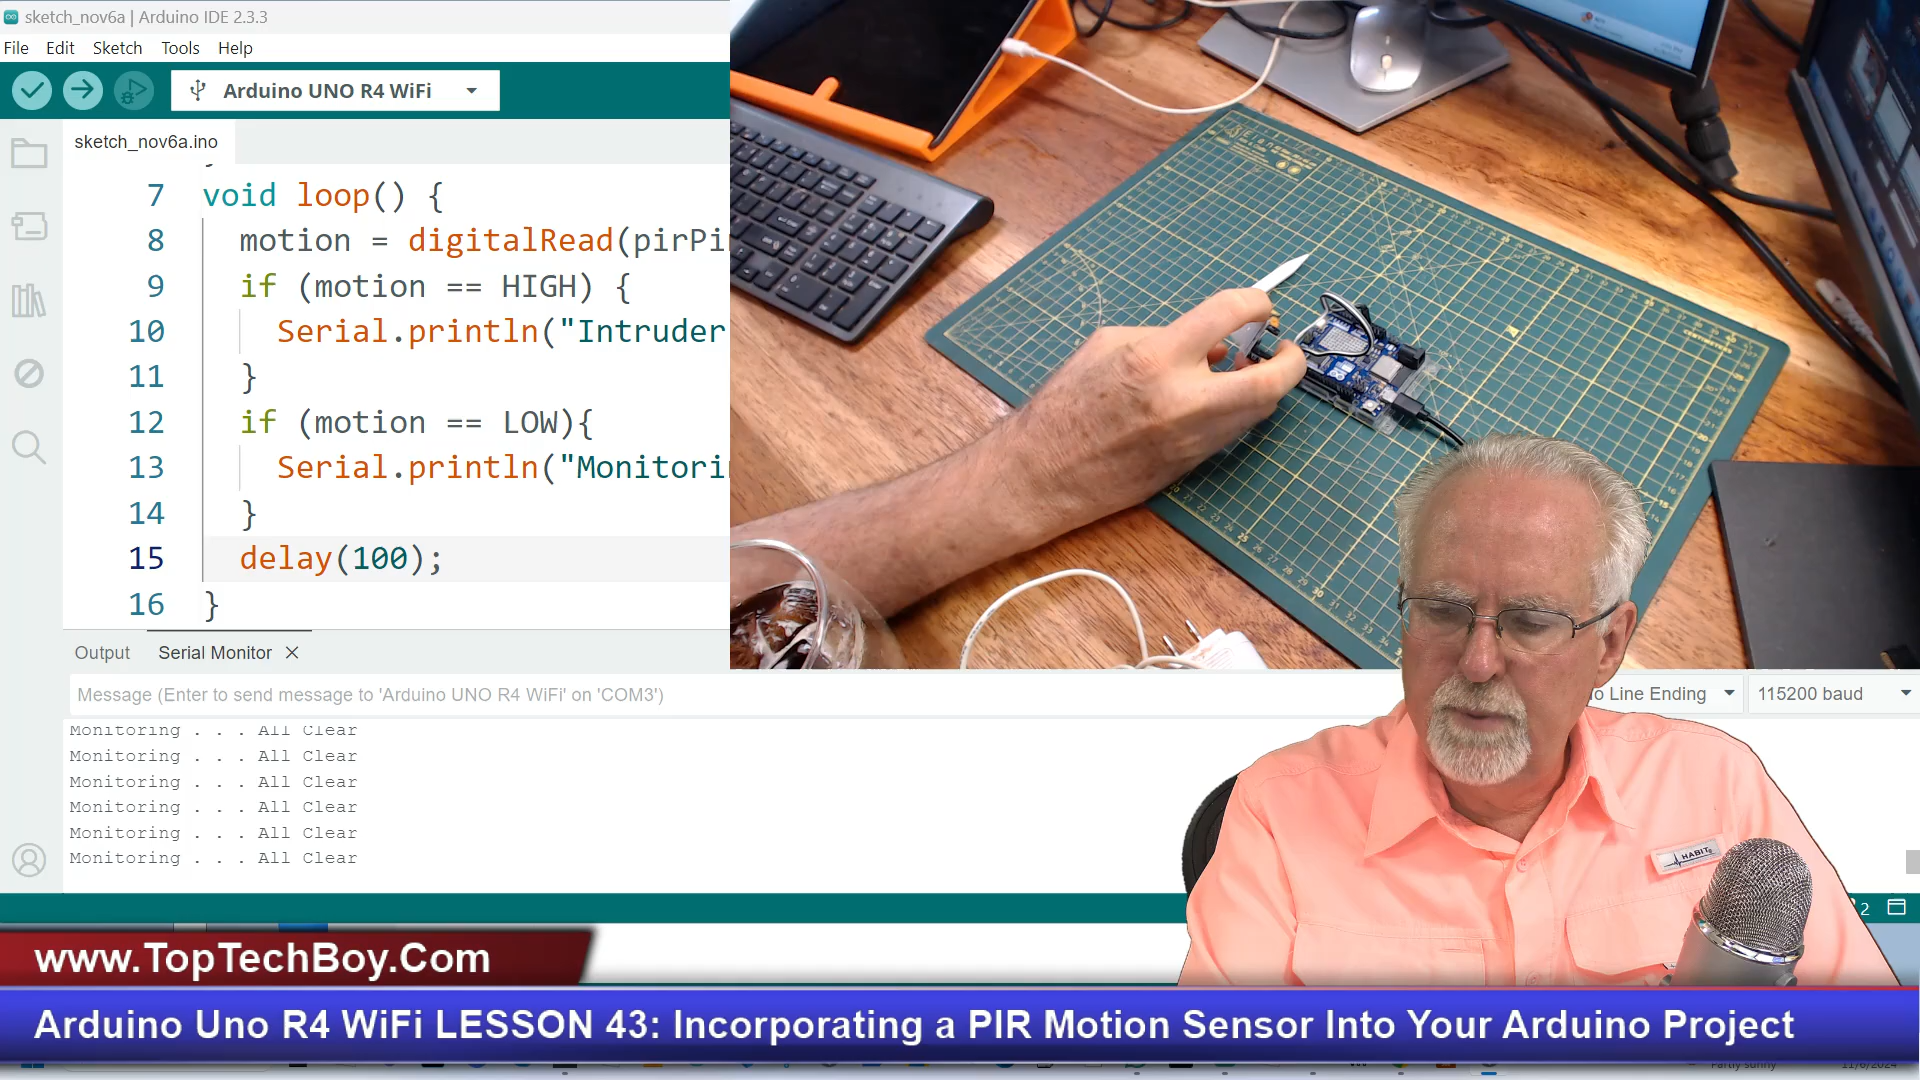 sketch_nov6a | Arduino IDE 2.3.3
File Edit Sketch Tools Help
Arduino UNO R4 WiFi
sketch_nov6a.ino
7 void loop() {
8 motion = digitalRead(pirPi
9 if (motion == HIGH) {
10 Serial.println("Intruder
11 }
12 if (motion == LOW){
13 Serial.println("Monitori
14 }
15 delay(100);
16 }
Output Serial Monitor
Message (Enter to send message to 'Arduino UNO R4 WiFi' on 'COM3')
Line Ending 115200 baud
Monitoring . . . All Clear
Monitoring . . . All Clear
Monitoring . . . All Clear
Monitoring . . . All Clear
Monitoring . . . All Clear
Monitoring . . . All Clear
HABIT
2
www.TopTechBoy.Com
Arduino Uno R4 WiFi LESSON 43: Incorporating a PIR Motion Sensor Into Your Arduino Project